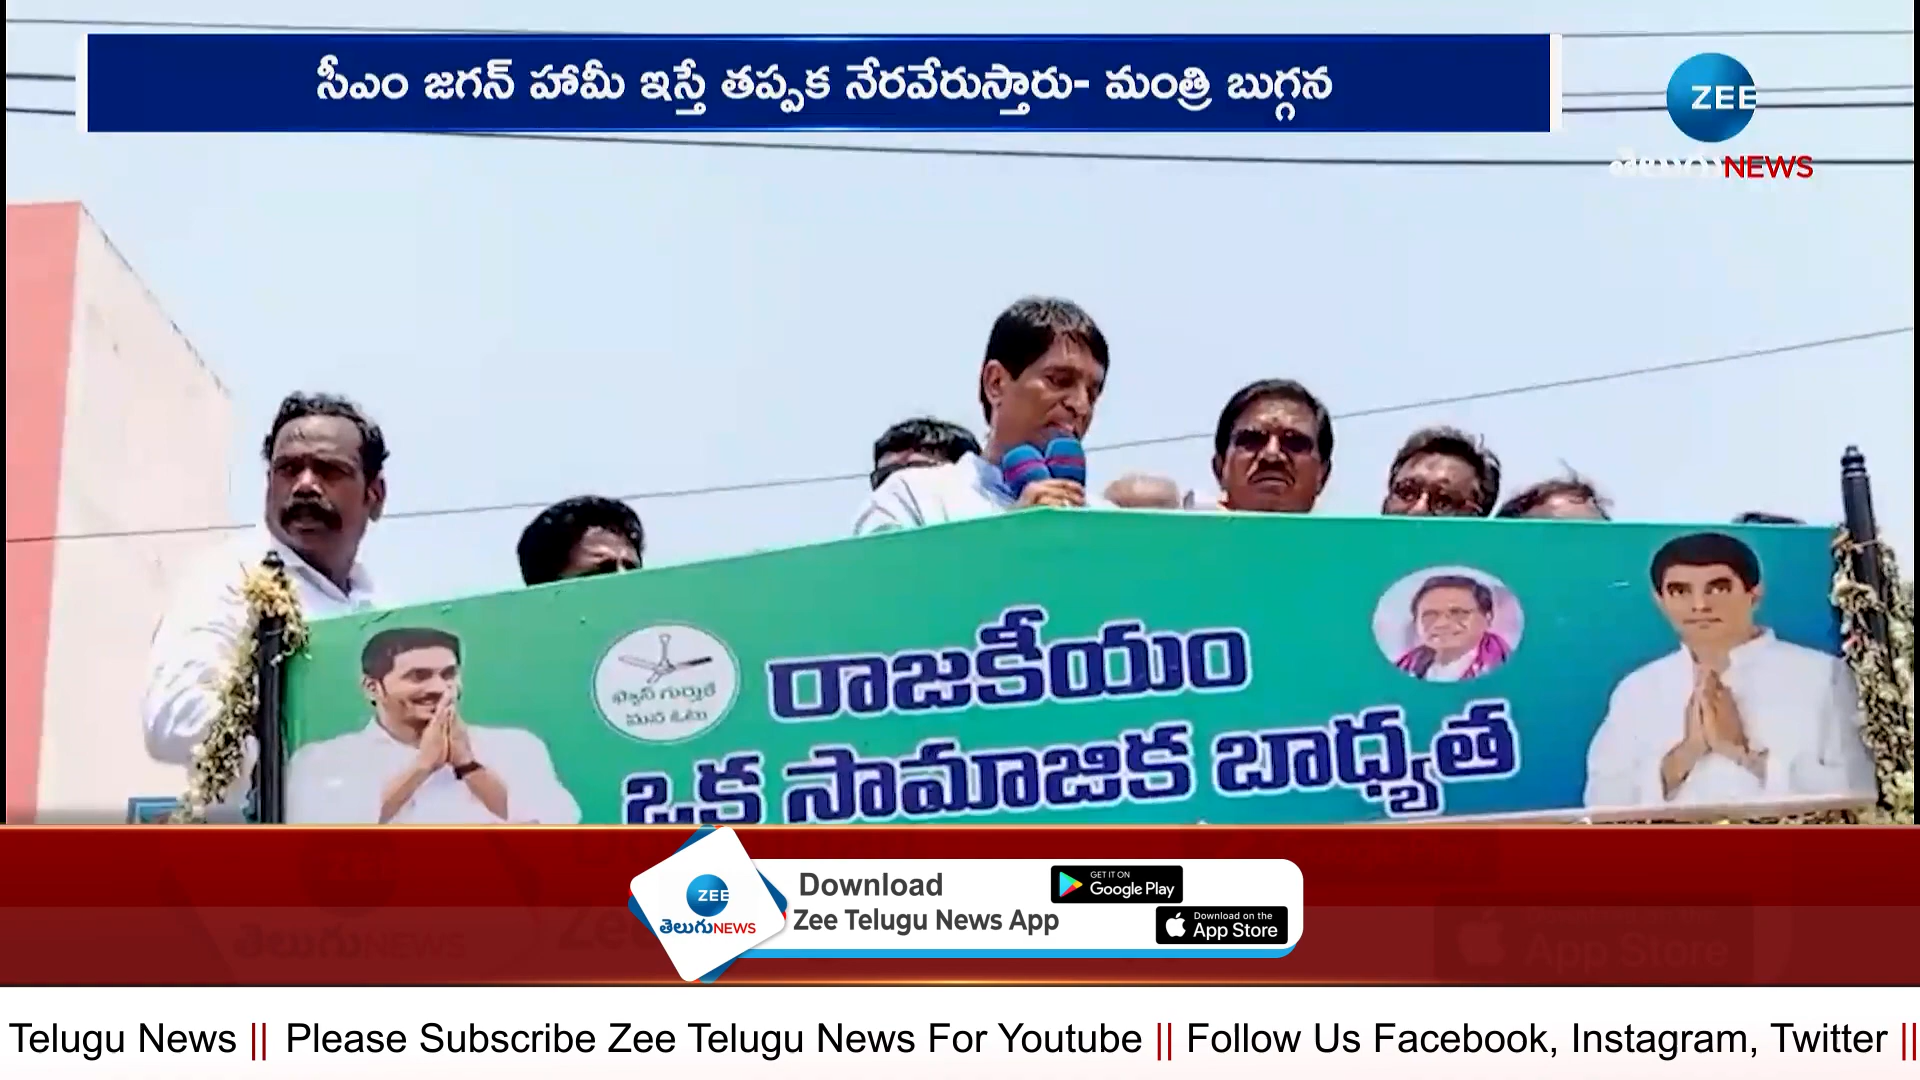 సీఎం జగన్ హామీ ఇస్తే తప్పక నేరవేరుస్తారు- మంత్రి బుగ్గన
ZEE
తెలుగు NEWS
ఫ్యాన్ గుర్తుకే
మన ఓటు
రాజకీయం
ఒక సామాజిక బాధ్యత
ZEE
తెలుగు NEWS
Download
Zee Telugu News App
GET IT ON
Google Play
Download on the
App Store
Telugu News || Please Subscribe Zee Telugu News For Youtube || Follow Us Facebook, Instagram, Twitter ||